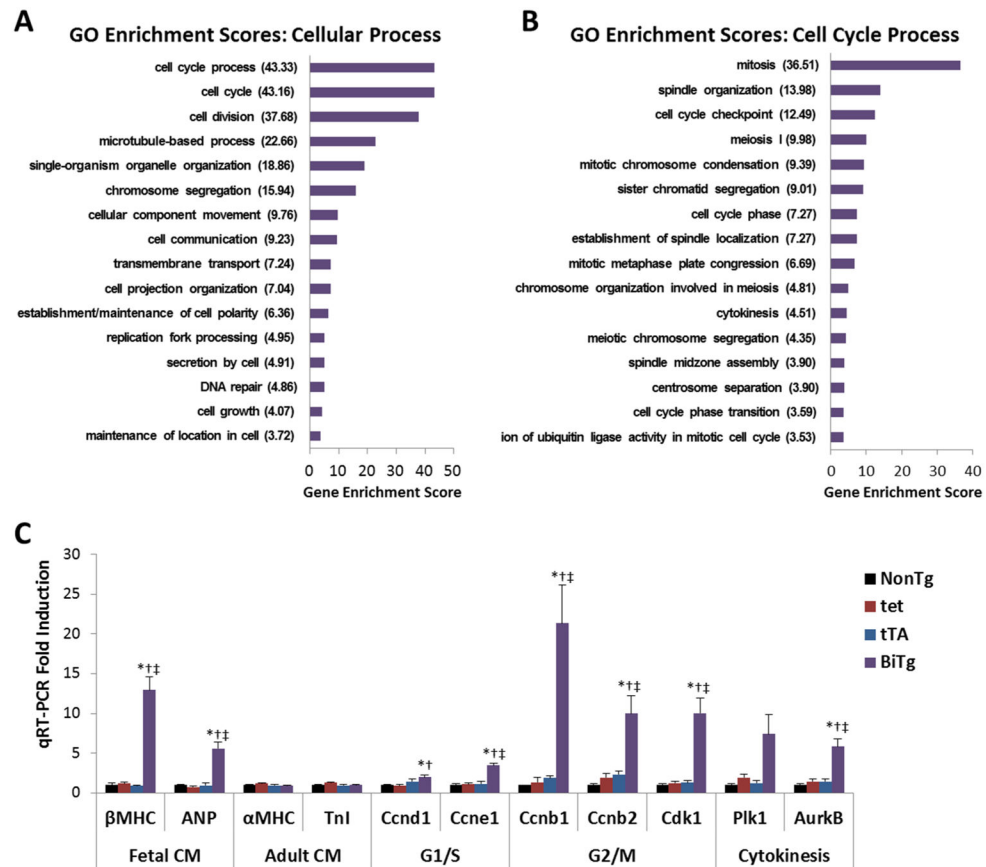 A
GO Enrichment Scores: Cellular Process
cell cycle process (43.33)
cell cycle (43.16)
cell division (37.68)
microtubule-based process (22.66)
single-organism organelle organization (18.86)
chromosome segregation (15.94)
cellular component movement (9.76)
cell communication (9.23)
transmembrane transport (7.24)
cell projection organization (7.04)
establishment/maintenance of cell polarity (6.36)
replication fork processing (4.95)
secretion by cell (4.91)
DNA repair (4.86)
cell growth (4.07)
maintenance of location in cell (3.72)
0 10 20 30 40 50
Gene Enrichment Score
B
GO Enrichment Scores: Cell Cycle Process
mitosis (36.51)
spindle organization (13.98)
cell cycle checkpoint (12.49)
meiosis I (9.98)
mitotic chromosome condensation (9.39)
sister chromatid segregation (9.01)
cell cycle phase (7.27)
establishment of spindle localization (7.27)
mitotic metaphase plate congression (6.69)
chromosome organization involved in meiosis (4.81)
cytokinesis (4.51)
meiotic chromosome segregation (4.35)
spindle midzone assembly (3.90)
centrosome separation (3.90)
cell cycle phase transition (3.59)
ion of ubiquitin ligase activity in mitotic cell cycle (3.53)
0 10 20 30 40
Gene Enrichment Score
C
qRT-PCR Fold Induction
30
25
20
15
10
5
0
*†‡
*†‡
*†
*†‡
*†‡
*†‡
*†‡
*†‡
NonTg
tet
tTA
BiTg
βMHC ANP αMHC TnI Ccnd1 Ccne1 Ccnb1 Ccnb2 Cdk1 Plk1 AurkB
Fetal CM Adult CM G1/S G2/M Cytokinesis